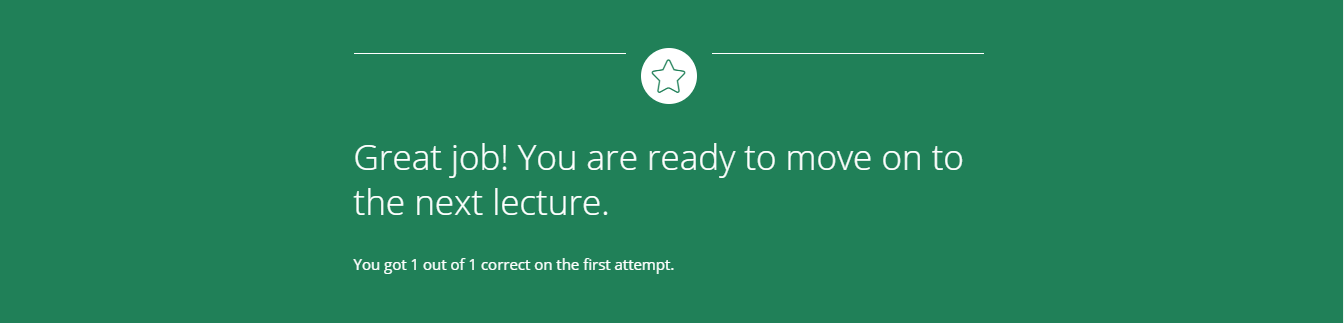 Great job! You are ready to move on to
the next lecture.
You got 1 out of 1 correct on the first attempt.